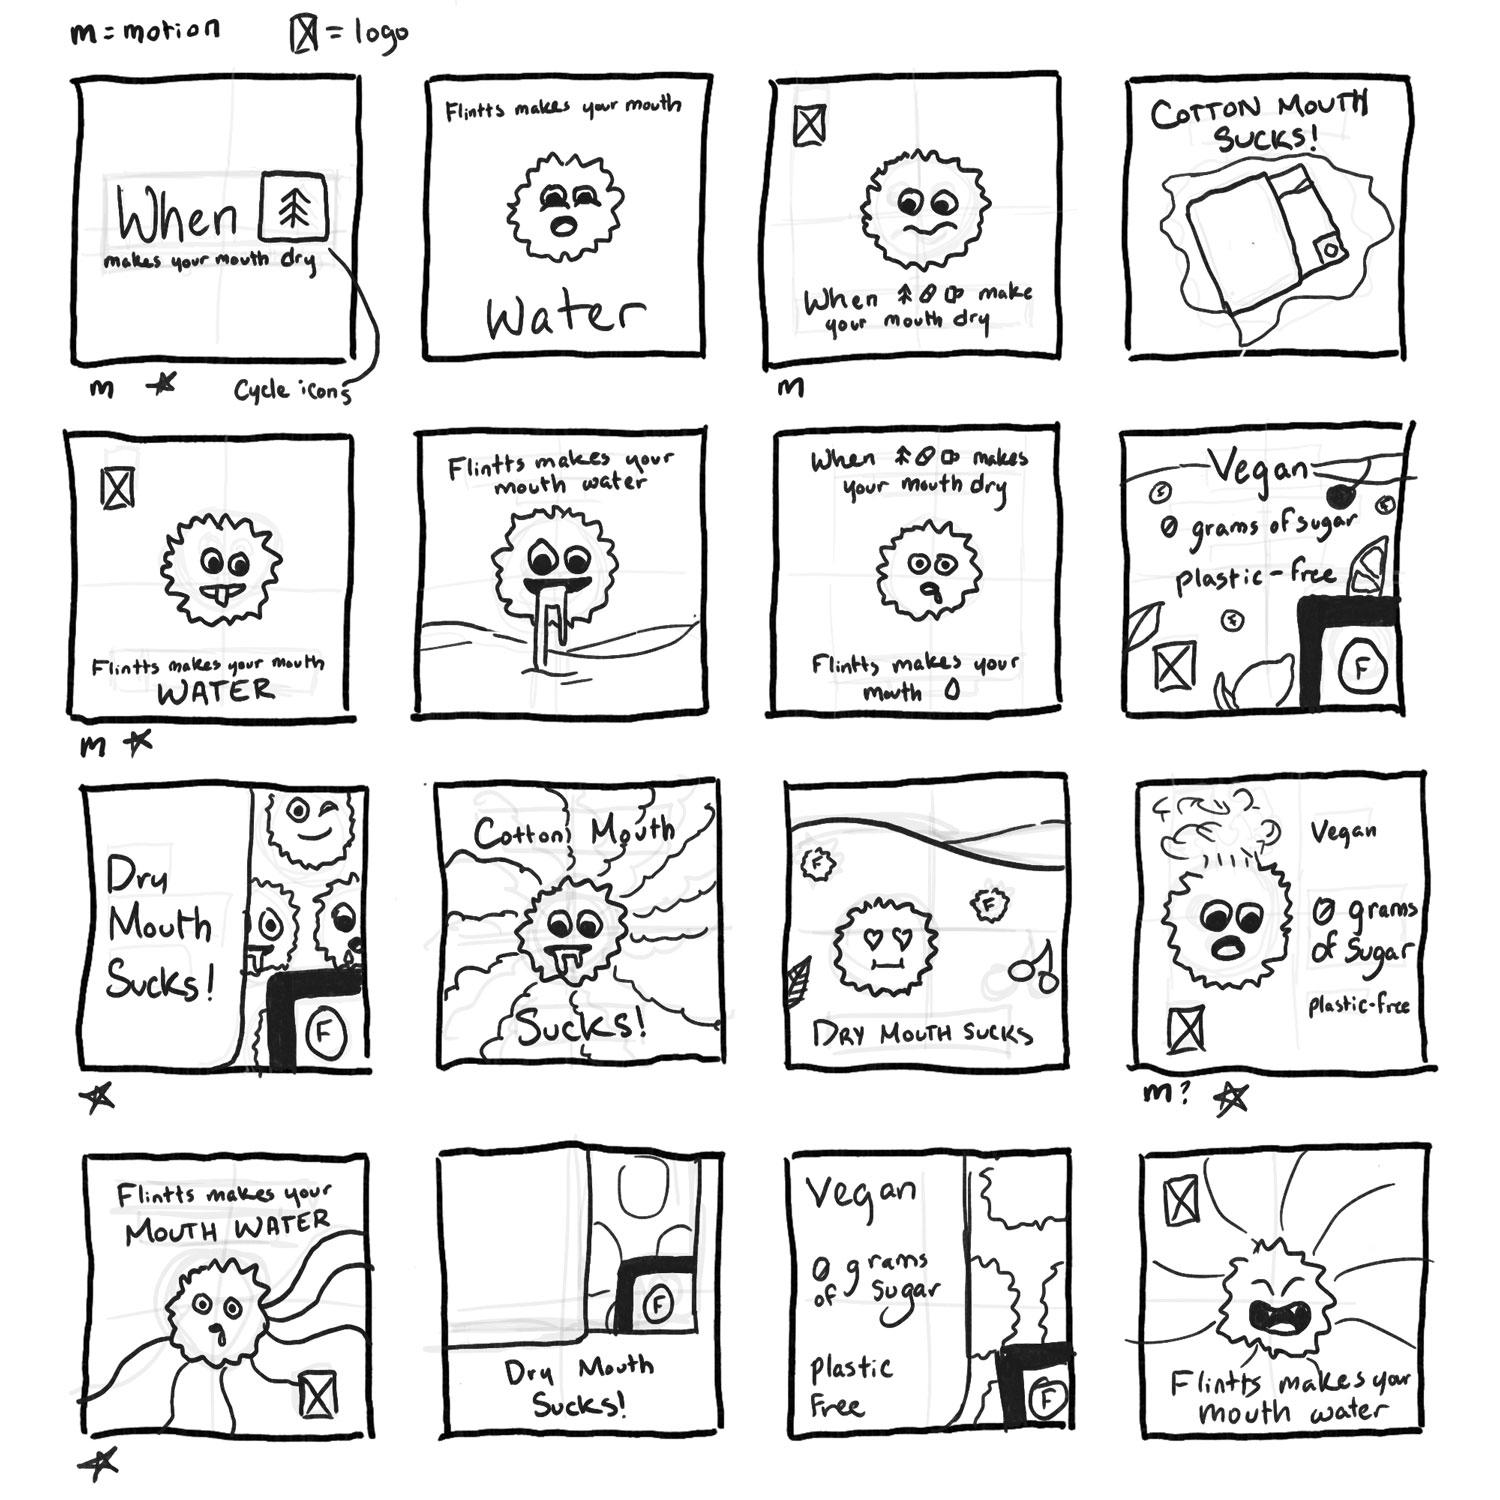 m = motion
= logo
When
makes your mouth dry
m
Cycle icons
Flintts makes your mouth
Water
When make
your mouth dry
m
COTTON MOUTH
SUCKS!
Flintts makes your mouth
WATER
m
Flintts makes your
mouth water
When makes
your mouth dry
Flintts makes your
mouth
Vegan
0 grams of sugar
plastic-free
F
Dry
Mouth
Sucks!
F
Cotton Mouth
Sucks!
F
F
DRY MOUTH SUCKS
Vegan
0 grams
of Sugar
plastic-free
m?
Flintts makes your
MOUTH WATER
F
Dry Mouth
Sucks!
Vegan
0 grams
of Sugar
plastic
Free
F
Flintts makes your
mouth water